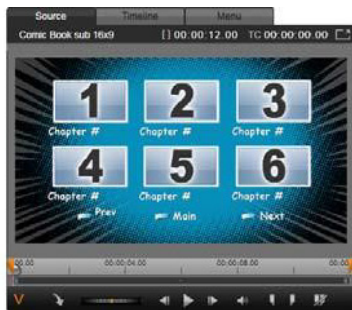 Source Timeline Menu
Comic Book sub 16x9 [ ] 00:00:12.00 TC 00:00:00.00
1 2 3
Chapter # Chapter # Chapter #
4 5 6
Chapter # Chapter # Chapter #
Prev Main Next
00.00 00:00:04.00 00:00:08.00 00:00
V